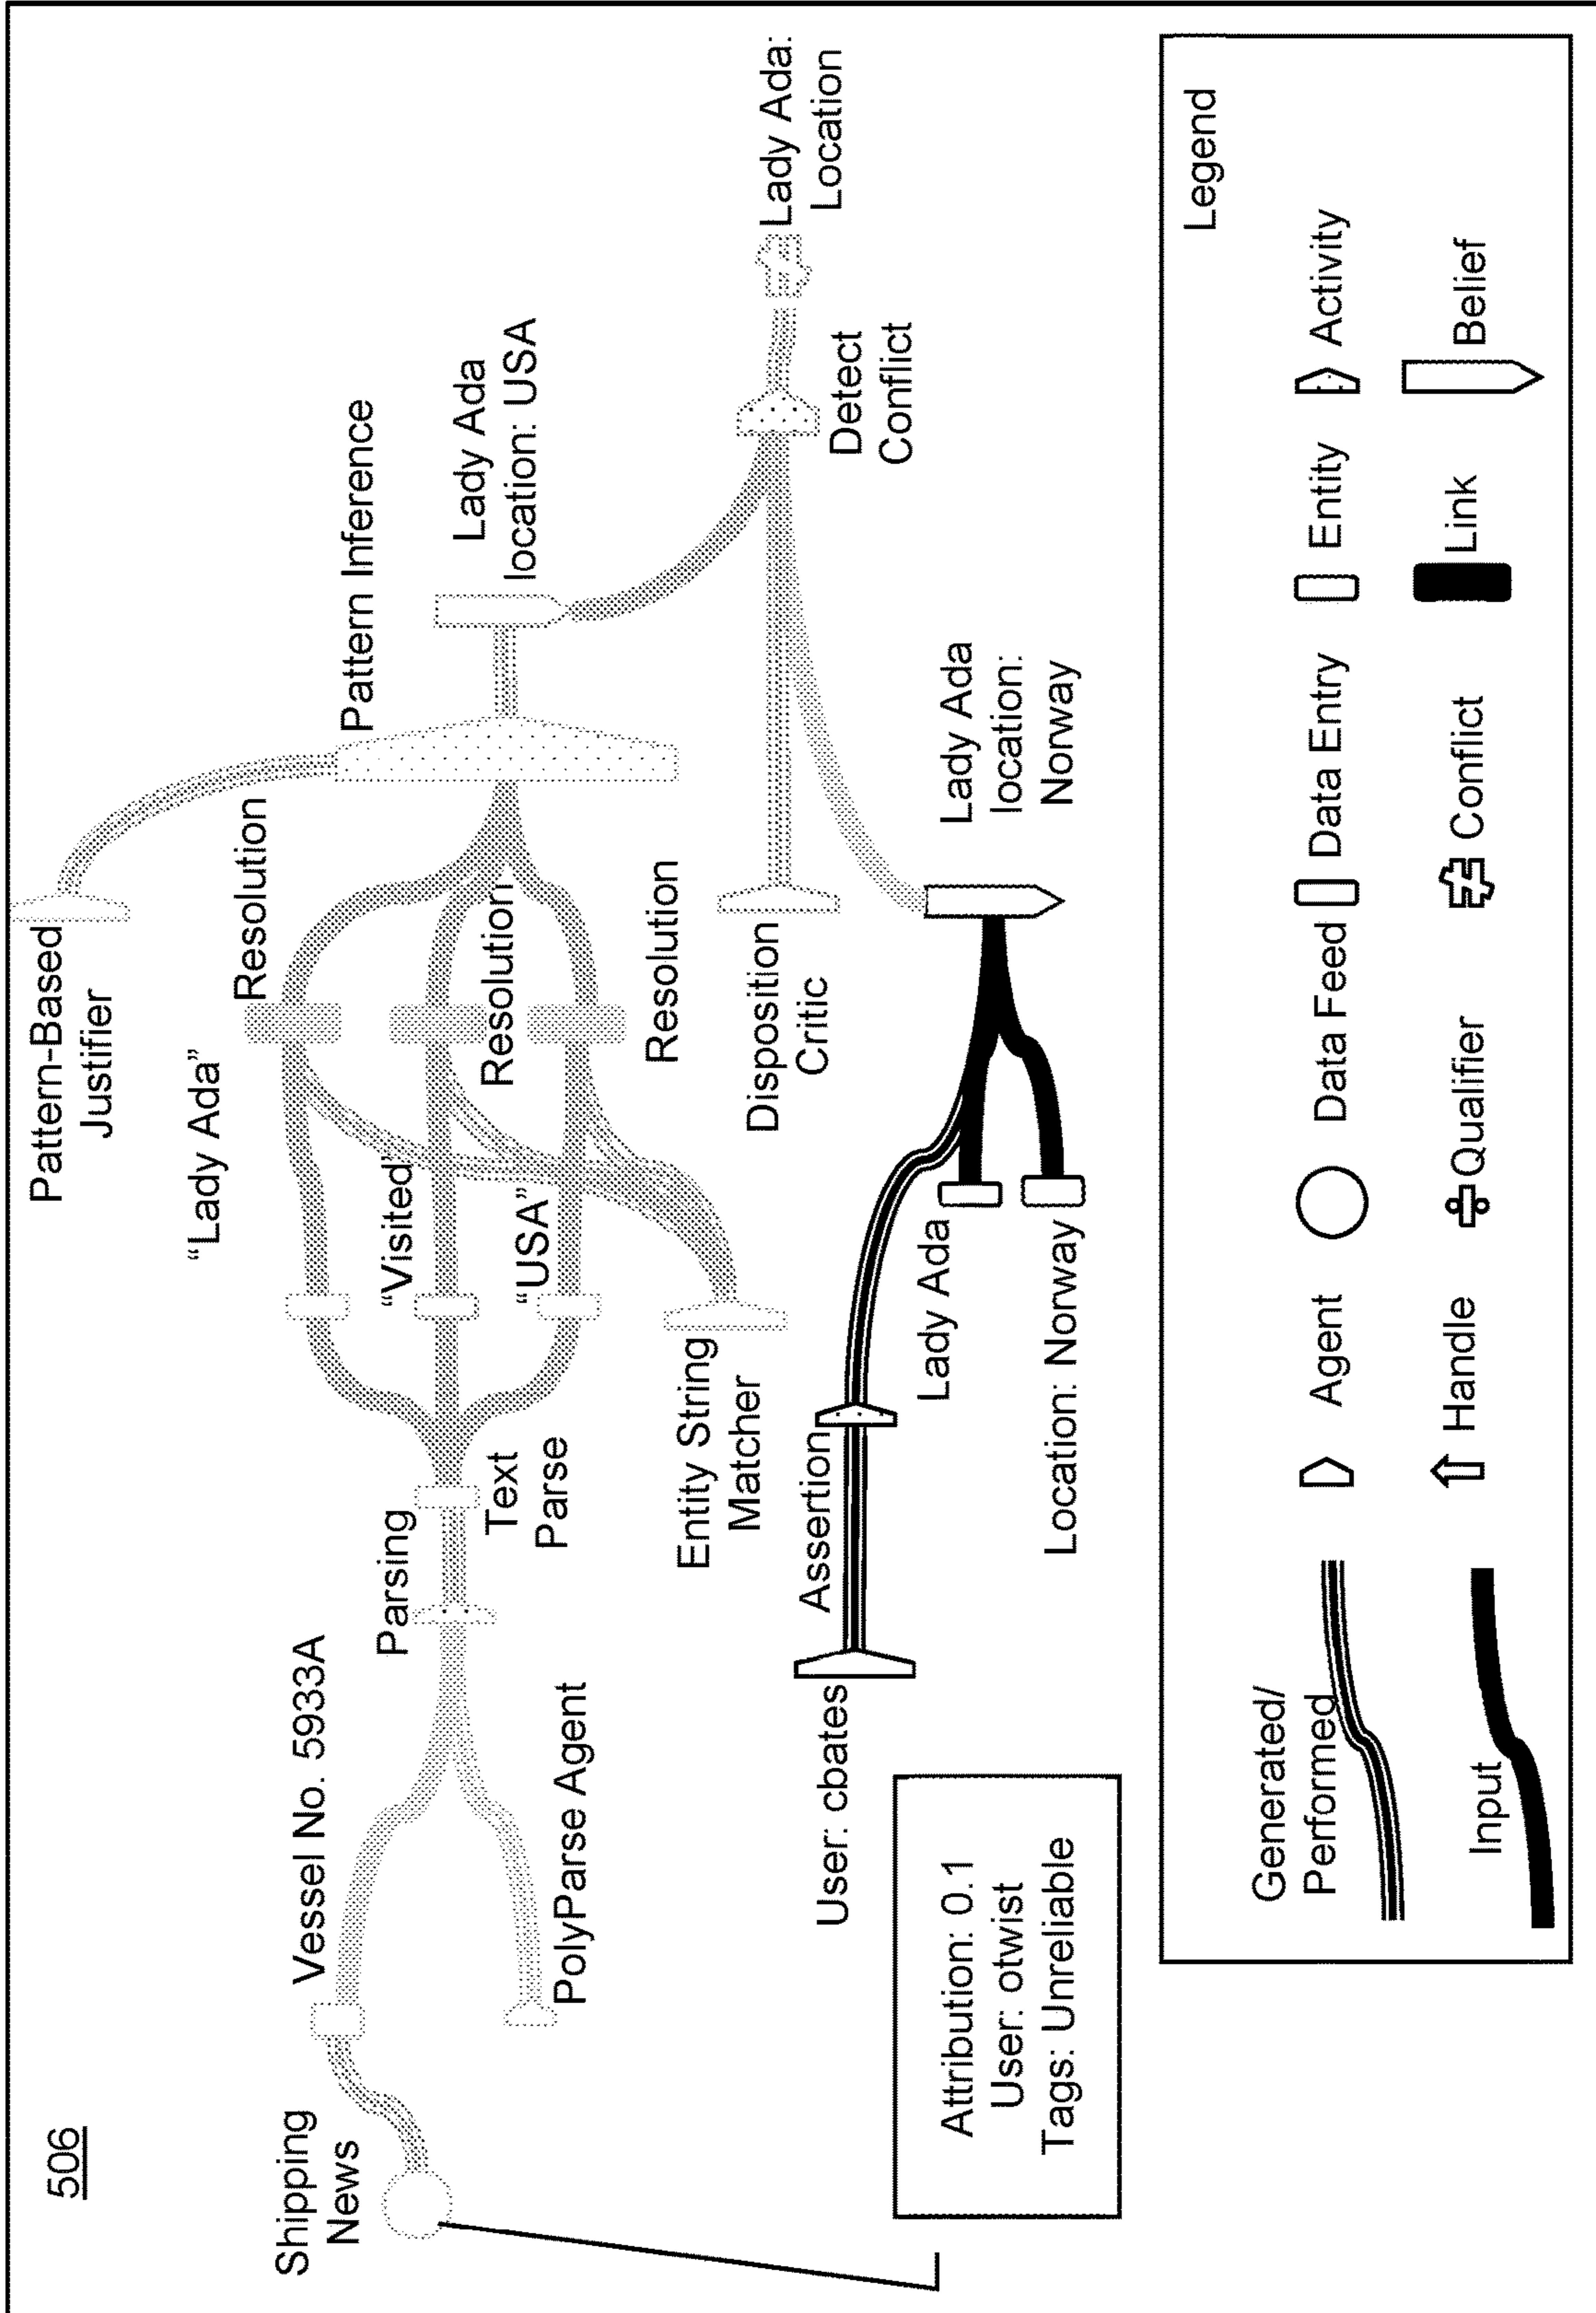 506
Shipping
News
Vessel No. 5933A
PolyParse Agent
Parsing
Text
Parse
"Lady Ada"
"Visited"
"USA"
Entity String
Matcher
Resolution
Resolution
Resolution
Pattern-Based
Justifier
Pattern Inference
Lady Ada
location: USA
Disposition
Critic
Detect
Conflict
Lady Ada:
Location
User: cbates
Assertion
Lady Ada
Location: Norway
Lady Ada
location:
Norway
Attribution: 0.1
User: otwist
Tags: Unreliable
Legend
Generated/
Performed
Agent
Data Feed
Data Entry
Entity
Activity
Input
Handle
Qualifier
Conflict
Link
Belief